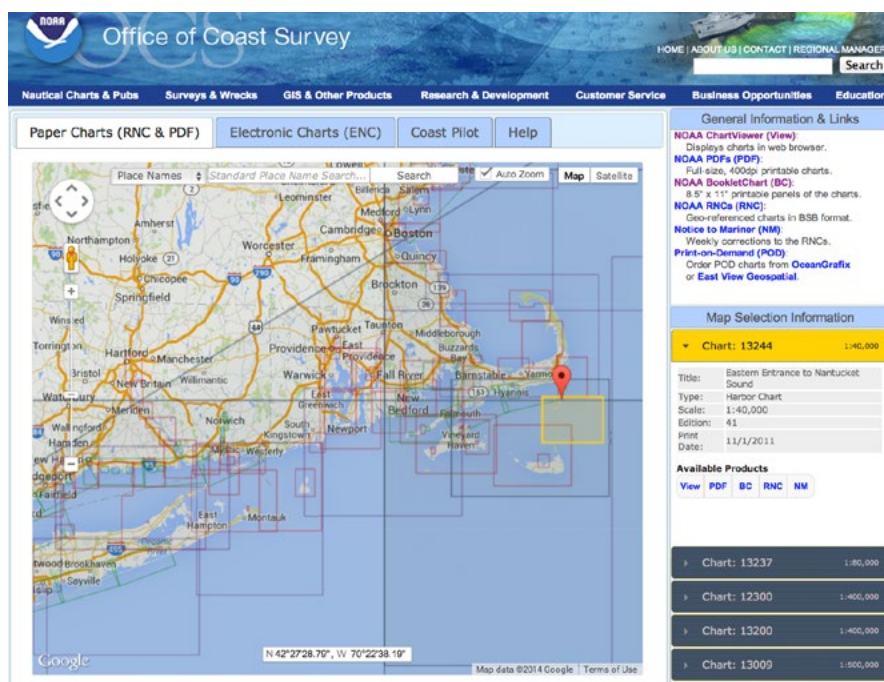 NOAA
Office of Coast Survey
HOME | ABOUT US | CONTACT | REGIONAL MANAGER
Search
Nautical Charts & Pubs Surveys & Wrecks GIS & Other Products Research & Development Customer Service Business Opportunities Education
Paper Charts (RNC & PDF) Electronic Charts (ENC) Coast Pilot Help
Place Names Standard Place Name Search... Search Auto Zoom Map Satellite
Lowell
Leominster
Billerica Salem
Medford Lynn
Amherst
Cambridge Boston
Northampton
Worcester
Framingham Quincy
Holyoke
Chicopee
Springfield
Brockton
Pawtucket Taunton Middleborough
Providence East Providence
Buzzards Bay
Hartford Manchester
Warwick Fall River Barnstable Yarmo
Bristol
New Britain Willimantic
East Greenwich
New Bedford
Hyannis
Falmouth
Meriden
Norwich
South Kingstown
Newport
Vineyard Haven
Wallingford
Hamden
Mystic Westerly
Fairfield
East Hampton
Montauk
Brookhaven
Sayville
Google
N 42°27'28.79", W 70°22'38.19"
Map data ©2014 Google Terms of Use
General Information & Links
NOAA ChartViewer (View):
Displays charts in web browser.
NOAA PDFs (PDF):
Full-size, 400dpi printable charts.
NOAA BookletChart (BC):
8.5" x 11" printable panels of the charts.
NOAA RNCs (RNC):
Geo-referenced charts in BSB format.
Notice to Mariner (NM):
Weekly corrections to the RNCs.
Print-on-Demand (POD):
Order POD charts from OceanGrafix
or East View Geospatial.
Map Selection Information
Chart: 13244 1:40,000
Title: Eastern Entrance to Nantucket
Sound
Type: Harbor Chart
Scale: 1:40,000
Edition: 41
Print
Date: 11/1/2011
Available Products
View PDF BC RNC NM
Chart: 13237 1:80,000
Chart: 12300 1:400,000
Chart: 13200 1:400,000
Chart: 13009 1:500,000